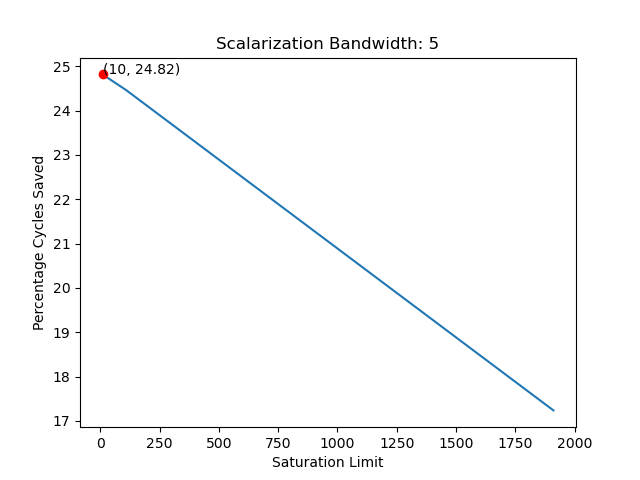 Scalarization Bandwidth: 5
(10, 24.82)
25
24
23
22
21
20
19
18
17
Percentage Cycles Saved
0 250 500 750 1000 1250 1500 1750 2000
Saturation Limit